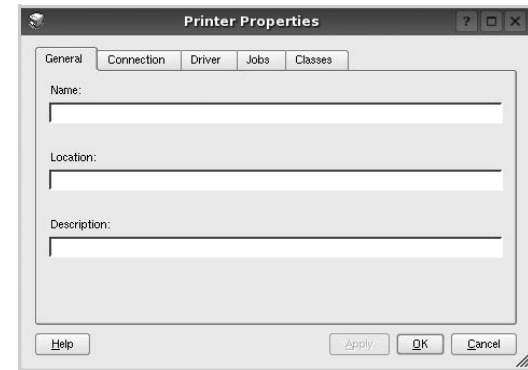 Printer Properties
?
General Connection Driver Jobs Classes
Name:
Location:
Description:
Help Apply OK Cancel